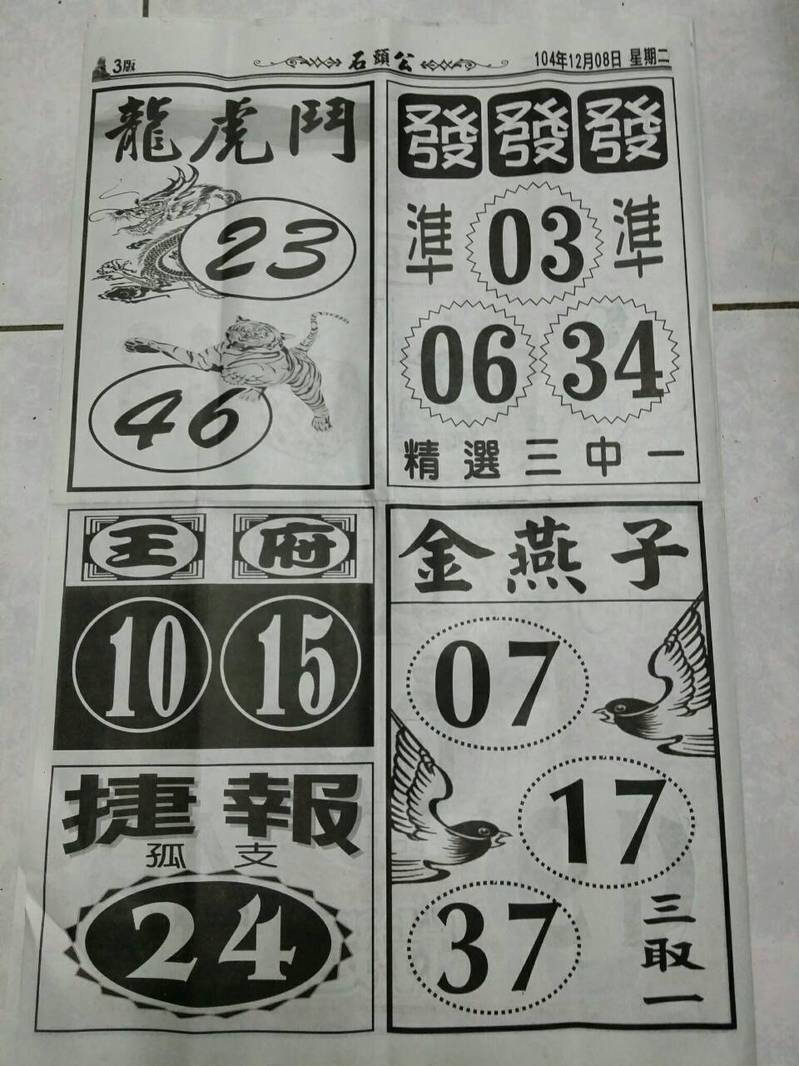 3版
石頭公
104年12月08日 星期二
龍虎鬥
23
46
發發發
準 03 準
06 34
精選三中一
王府
10 15
捷報
孤支
24
金燕子
07
17
37
三取一